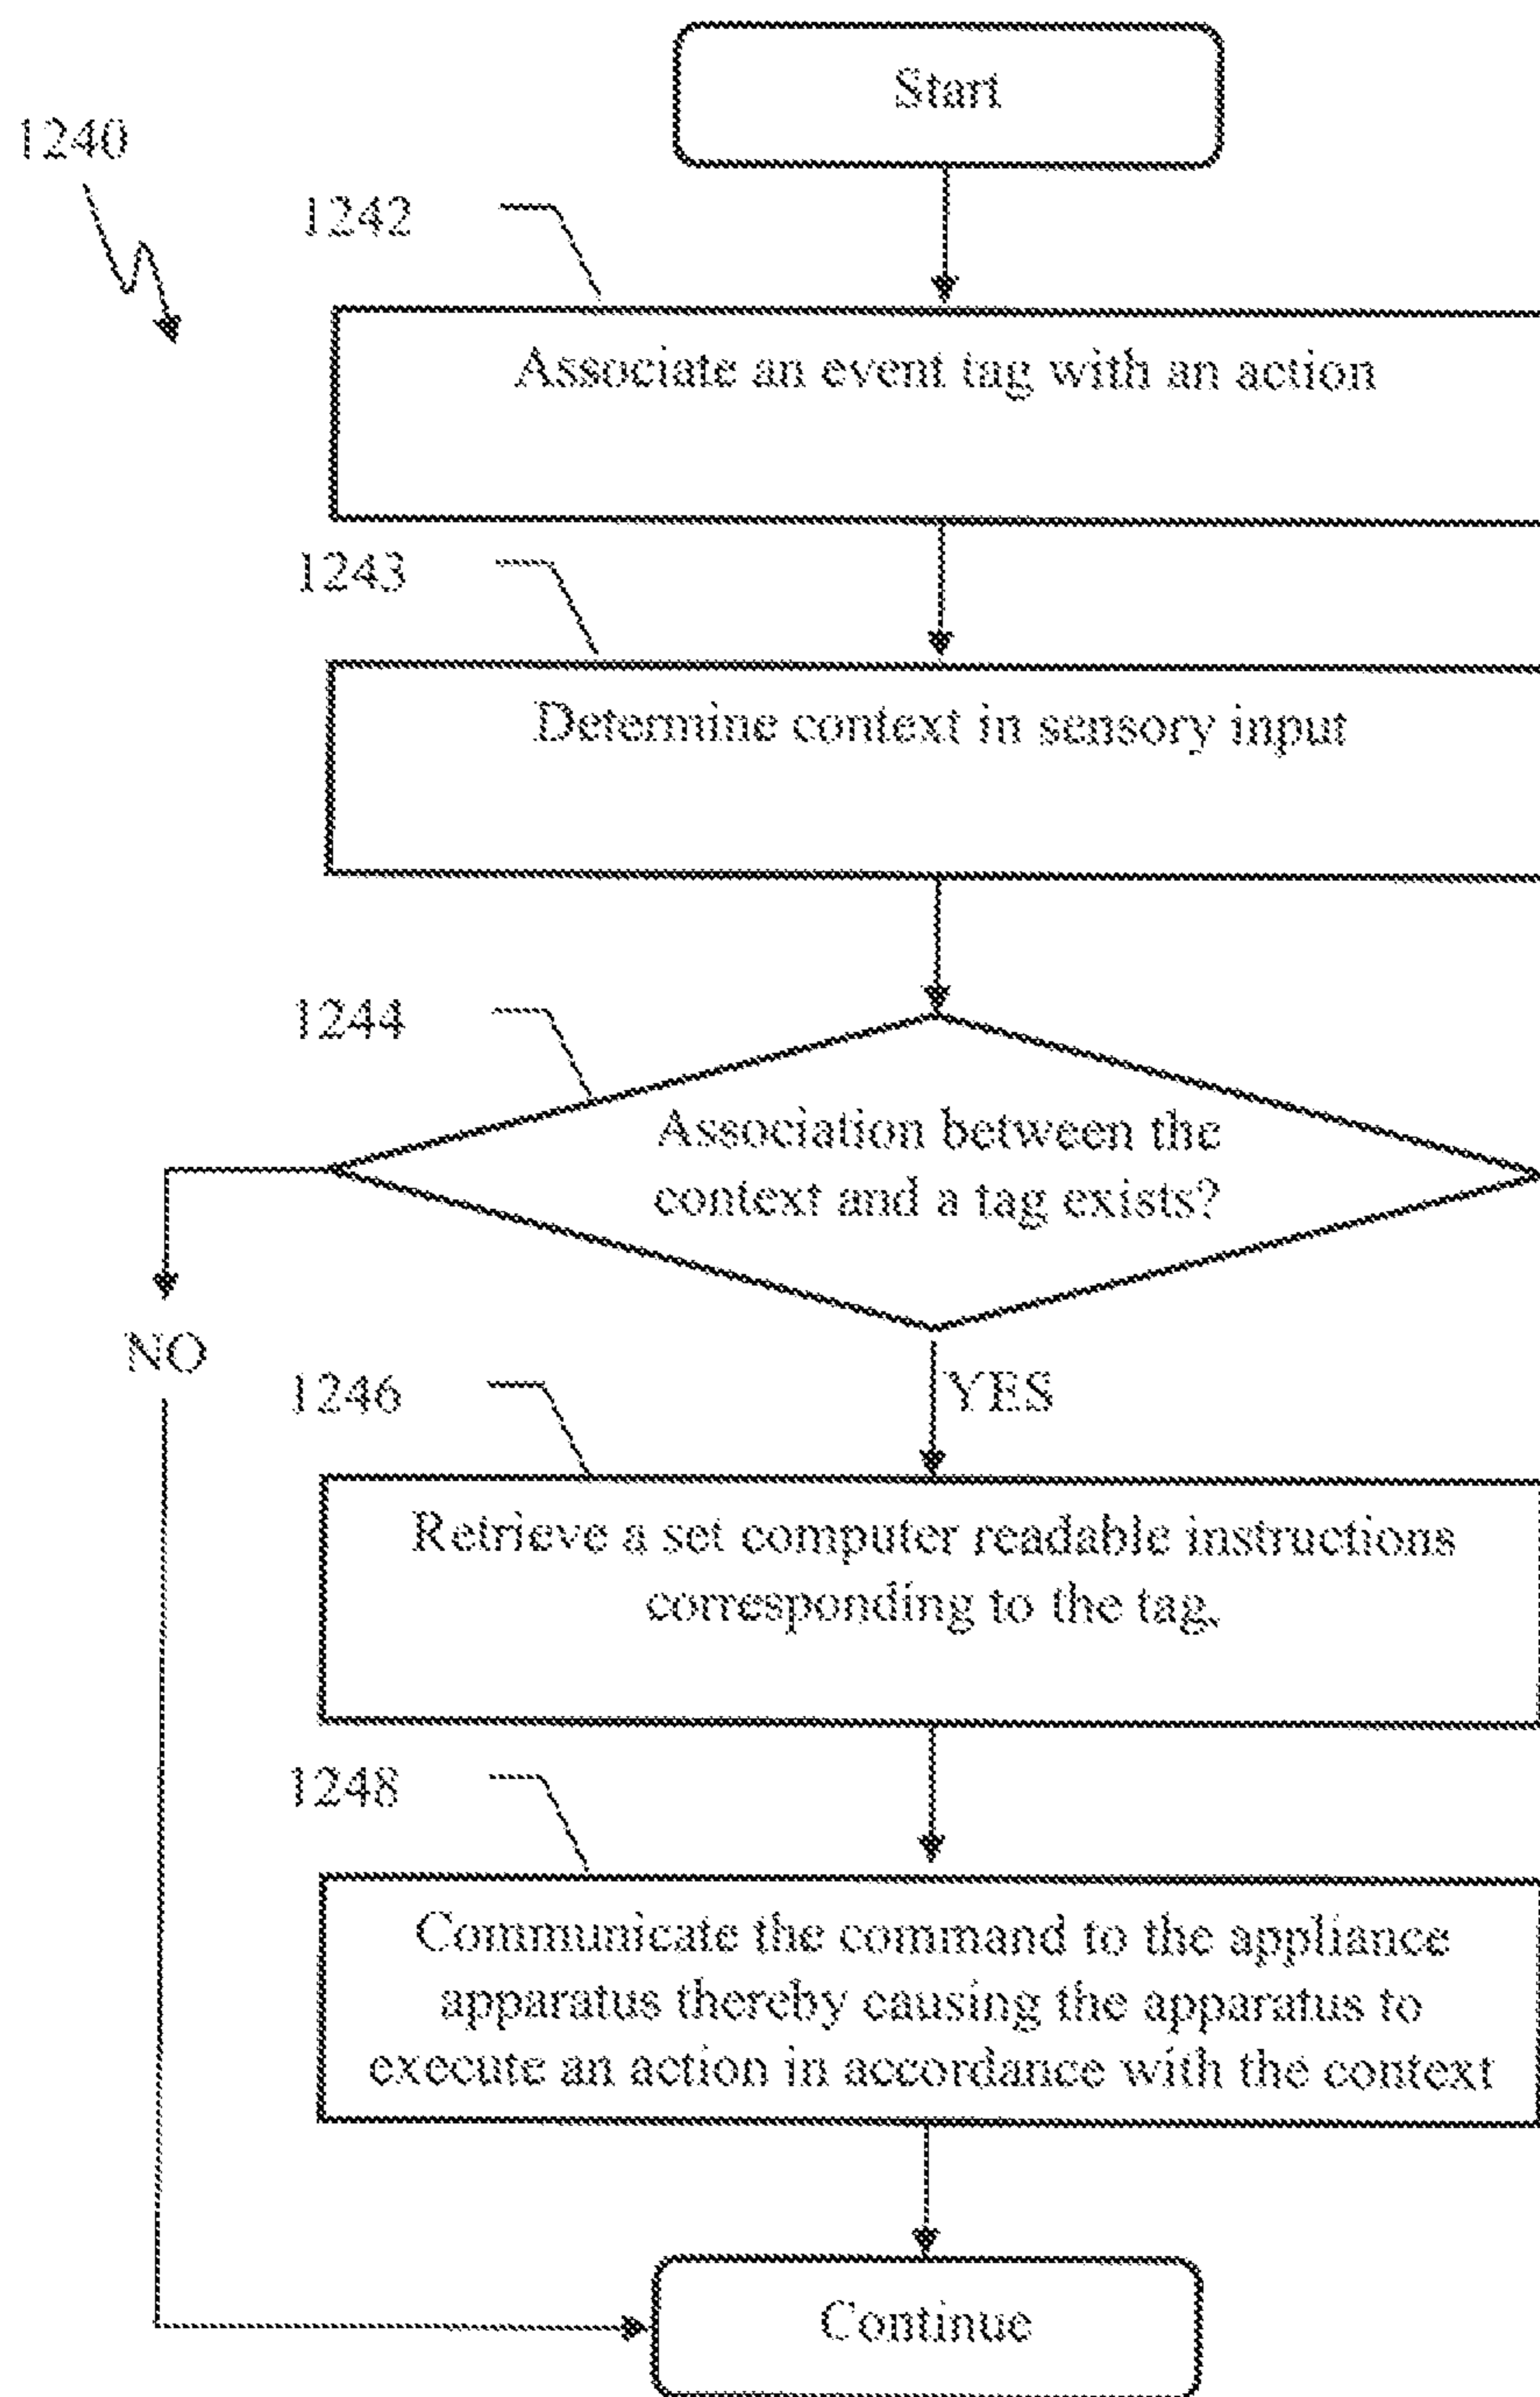 Start
1240
1242
Associate an event tag with an action
1243
Determine context in sensory input
1244
Association between the
context and a tag exists?
NO
YES
1246
Retrieve a set computer readable instructions
corresponding to the tag.
1248
Communicate the command to the appliance
apparatus thereby causing the apparatus to
execute an action in accordance with the context
Continue